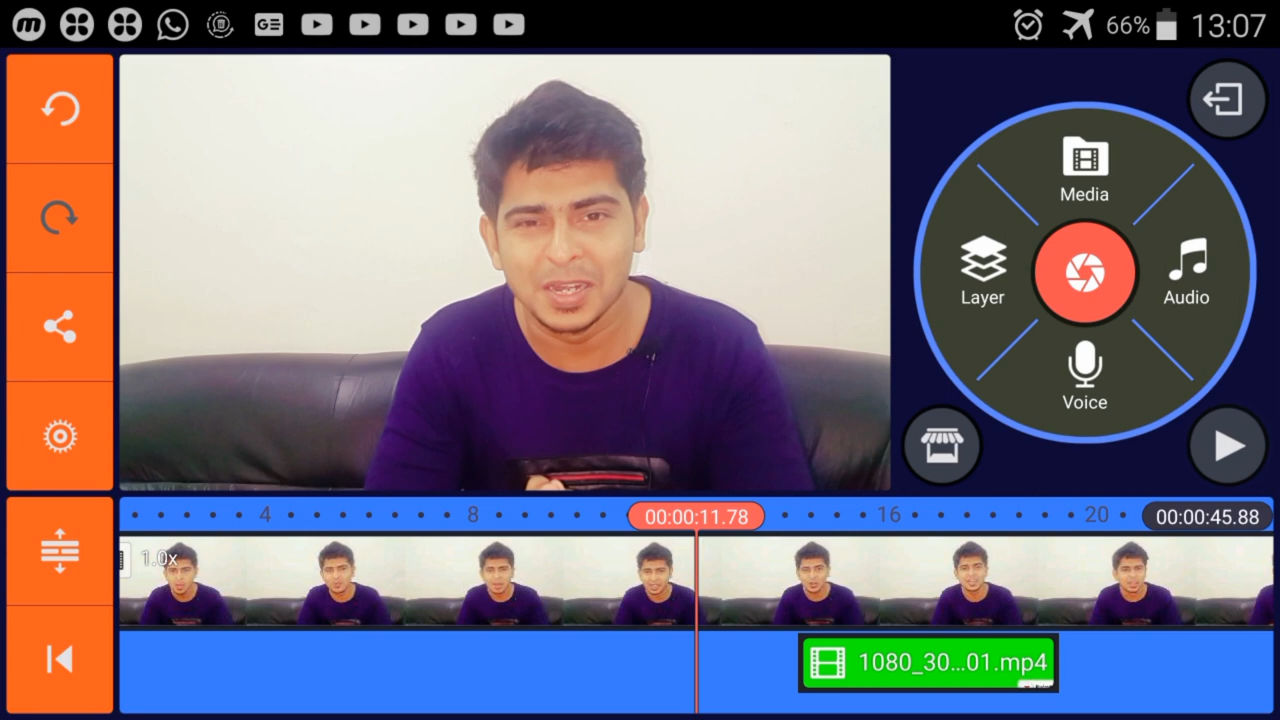 66% 13:07
Media
Layer
Audio
Voice
4 8 00:00:11.78 16 20 00:00:45.88
1.0x
1080_30...01.mp4